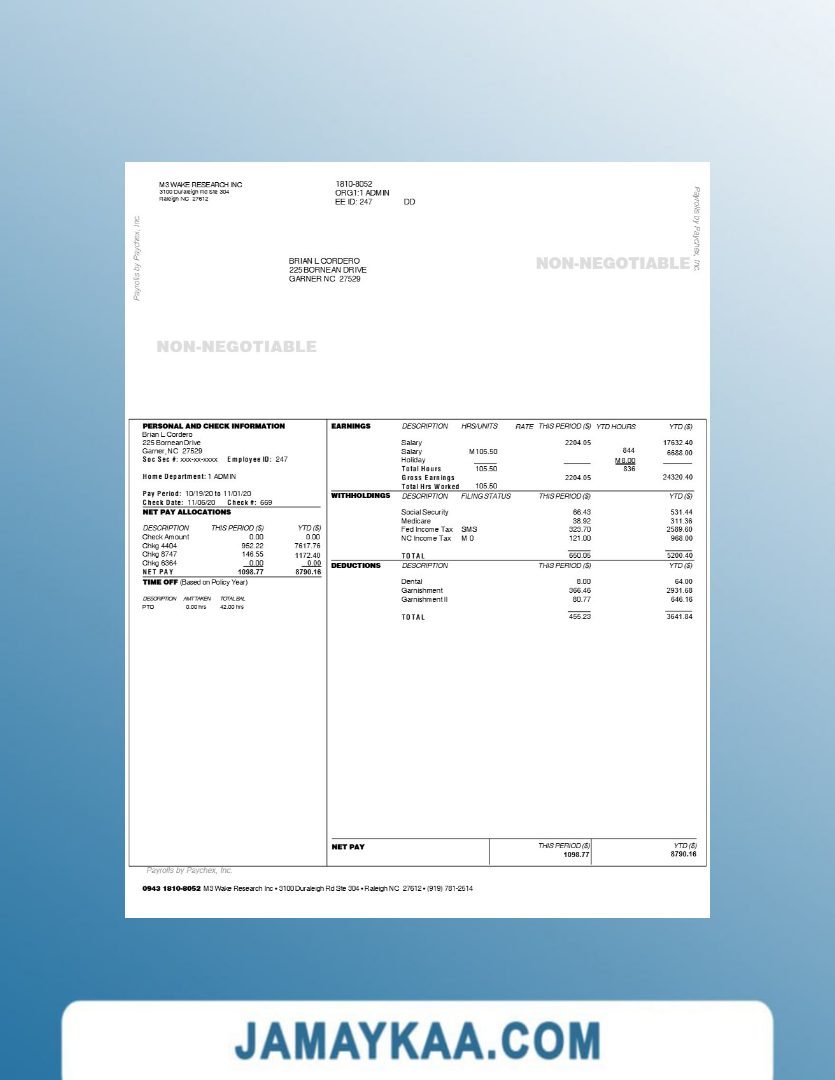 M3 WAKE RESEARCH INC
3100 Duraleigh Rd Ste 304
Raleigh NC 27612
1810-8052
ORG1:1 ADMIN
EE ID: 247 DD
Payrolls by Paychex, Inc.
Payrolls by Paychex, Inc.
BRIAN L CORDERO
225 BORNEAN DRIVE
GARNER NC 27529
NON-NEGOTIABLE
NON-NEGOTIABLE
PERSONAL AND CHECK INFORMATION
Brian L Cordero
225 Bornean Drive
Garner, NC 27529
Soc Sec #: xxx-xx-xxxx Employee ID: 247
Home Department: 1 ADMIN
Pay Period: 10/19/20 to 11/01/20
Check Date: 11/06/20 Check #: 669
NET PAY ALLOCATIONS
DESCRIPTION THIS PERIOD ($) YTD ($)
Check Amount 0.00 0.00
Chkg 4404 952.22 7617.76
Chkg 8747 146.55 1172.40
Chkg 6364 0.00 0.00
NET PAY 1098.77 8790.16
TIME OFF (Based on Policy Year)
DESCRIPTION AMT TAKEN TOTAL BAL
PTO 0.00 hrs 42.00 hrs
EARNINGS DESCRIPTION HRS/UNITS RATE THIS PERIOD ($) YTD HOURS YTD ($)
Salary 2204.05 17632.40
Salary M105.50 844 6688.00
Holiday M8.00
Total Hours 105.50 836
Gross Earnings 2204.05 24320.40
Total Hrs Worked 105.50
WITHHOLDINGS DESCRIPTION FILING STATUS THIS PERIOD ($) YTD ($)
Social Security 66.43 531.44
Medicare 38.92 311.36
Fed Income Tax SMS 323.70 2589.60
NC Income Tax M 0 121.00 968.00
TOTAL 650.05 5200.40
DEDUCTIONS DESCRIPTION THIS PERIOD ($) YTD ($)
Dental 8.00 64.00
Garnishment 366.46 2931.68
Garnishment II 80.77 646.16
TOTAL 455.23 3641.84
NET PAY THIS PERIOD ($) YTD ($)
1098.77 8790.16
Payrolls by Paychex, Inc.
0943 1810-8052 M3 Wake Research Inc • 3100 Duraleigh Rd Ste 304 • Raleigh NC 27612 • (919) 781-2514
JAMAYKAA.COM